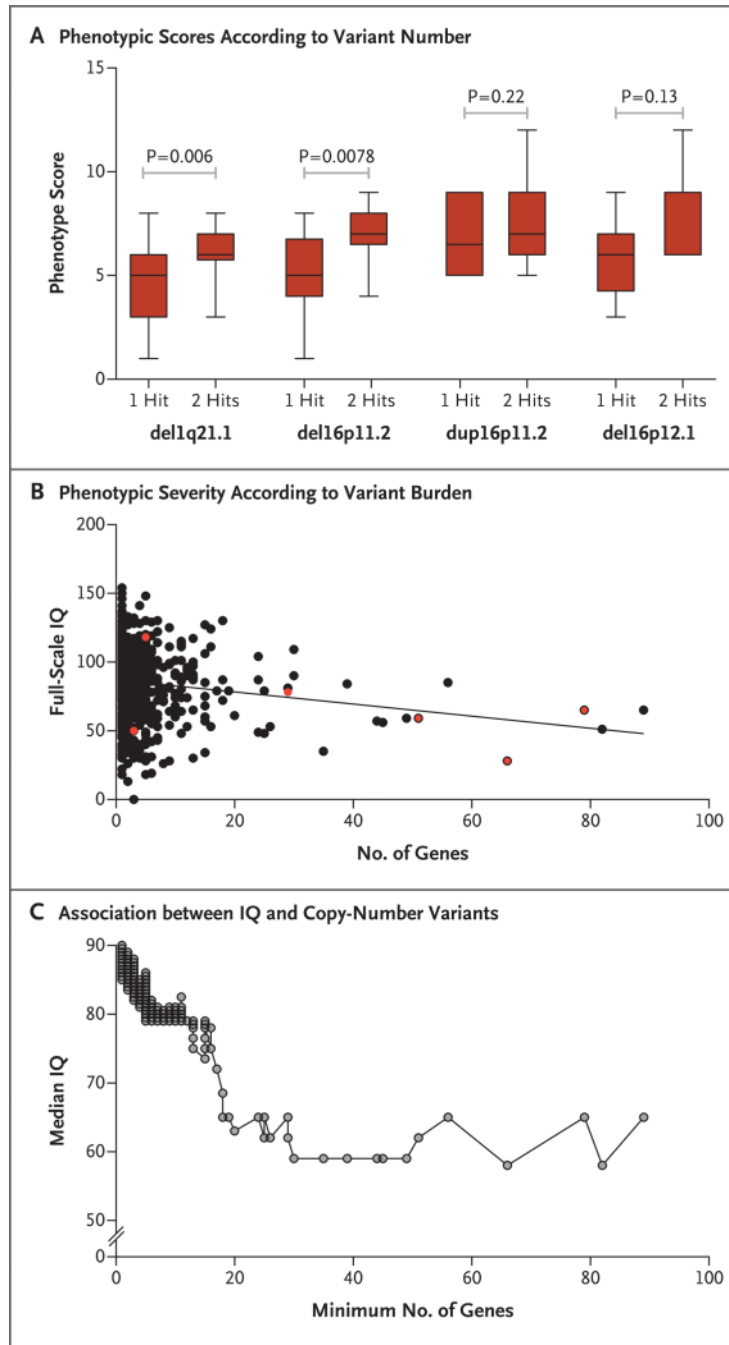 A Phenotypic Scores According to Variant Number
15
10
5
0
Phenotype Score
P=0.006
P=0.0078
P=0.22
P=0.13
1 Hit 2 Hits 1 Hit 2 Hits 1 Hit 2 Hits 1 Hit 2 Hits
del1q21.1 del16p11.2 dup16p11.2 del16p12.1
B Phenotypic Severity According to Variant Burden
200
150
100
50
0
Full-Scale IQ
0 20 40 60 80 100
No. of Genes
C Association between IQ and Copy-Number Variants
90
80
70
60
50
0
Median IQ
0 20 40 60 80 100
Minimum No. of Genes